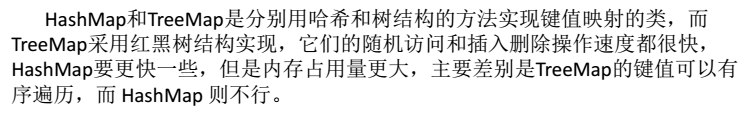 HashMap和TreeMap是分别用哈希和树结构的方法实现键值映射的类，而
TreeMap采用红黑树结构实现，它们的随机访问和插入删除操作速度都很快，
HashMap要更快一些，但是内存占用量更大，主要差别是TreeMap的键值可以有
序遍历，而 HashMap 则不行。